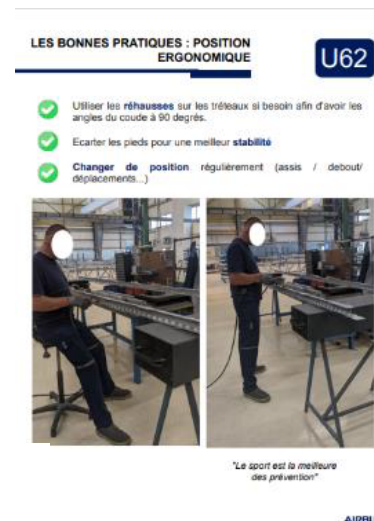 LES BONNES PRATIQUES : POSITION
ERGONOMIQUE
U62
Utiliser les réhausses sur les tréteaux si besoin afin d'avoir les
angles du coude à 90 degrés.
Ecarter les pieds pour une meilleur stabilité
Changer de position régulièrement (assis / debout/
déplacements...)
"Le sport est la meilleure
des prévention"